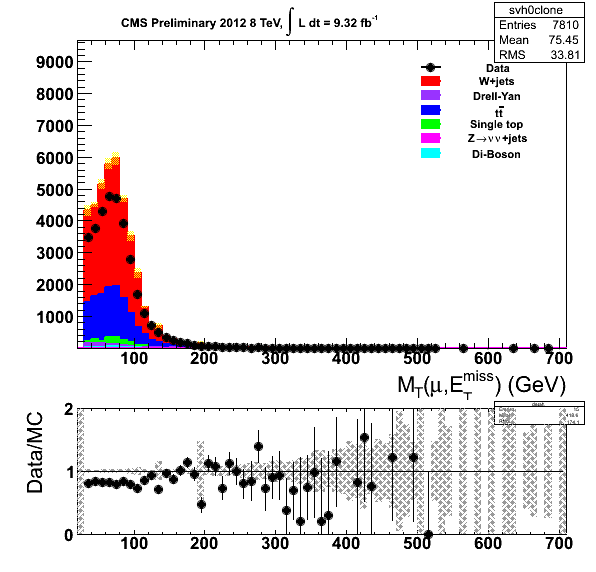 CMS Preliminary 2012 8 TeV, ∫ L dt = 9.32 fb⁻¹
svh0clone
Entries 7810
Mean 75.45
RMS 33.81
Data
W+jets
Drell-Yan
tt̅
Single top
Z→νν+jets
Di-Boson
9000
8000
7000
6000
5000
4000
3000
2000
1000
100 200 300 400 500 600 700
M_T(μ,E_T^miss) (GeV)
Data/MC
2
1
0
100 200 300 400 500 600 700